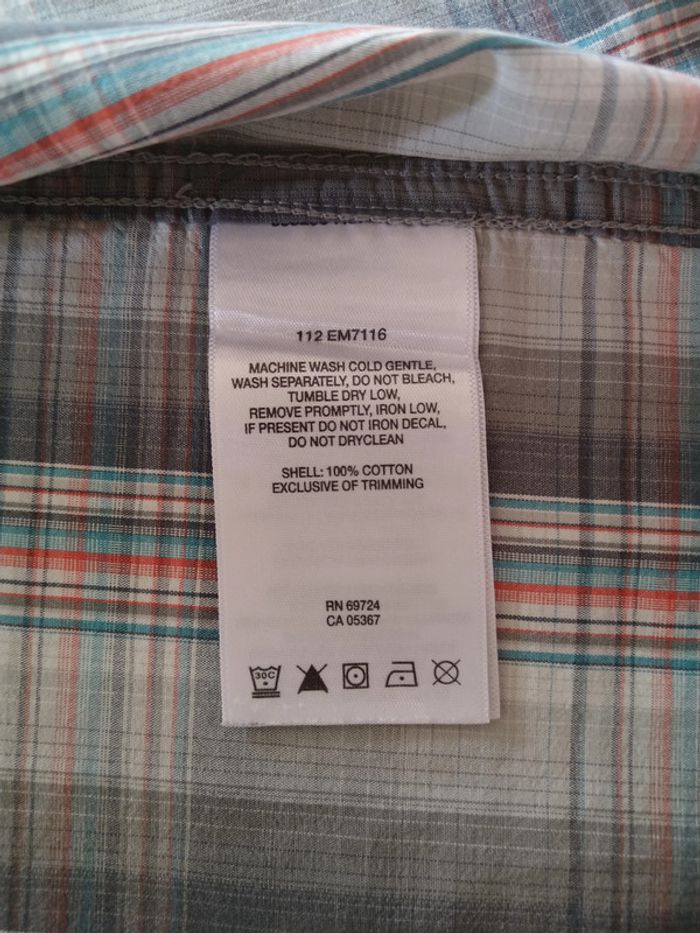 112 EM7116
MACHINE WASH COLD GENTLE,
WASH SEPARATELY, DO NOT BLEACH,
TUMBLE DRY LOW,
REMOVE PROMPTLY, IRON LOW,
IF PRESENT DO NOT IRON DECAL,
DO NOT DRYCLEAN
SHELL: 100% COTTON
EXCLUSIVE OF TRIMMING
RN 69724
CA 05367
30C